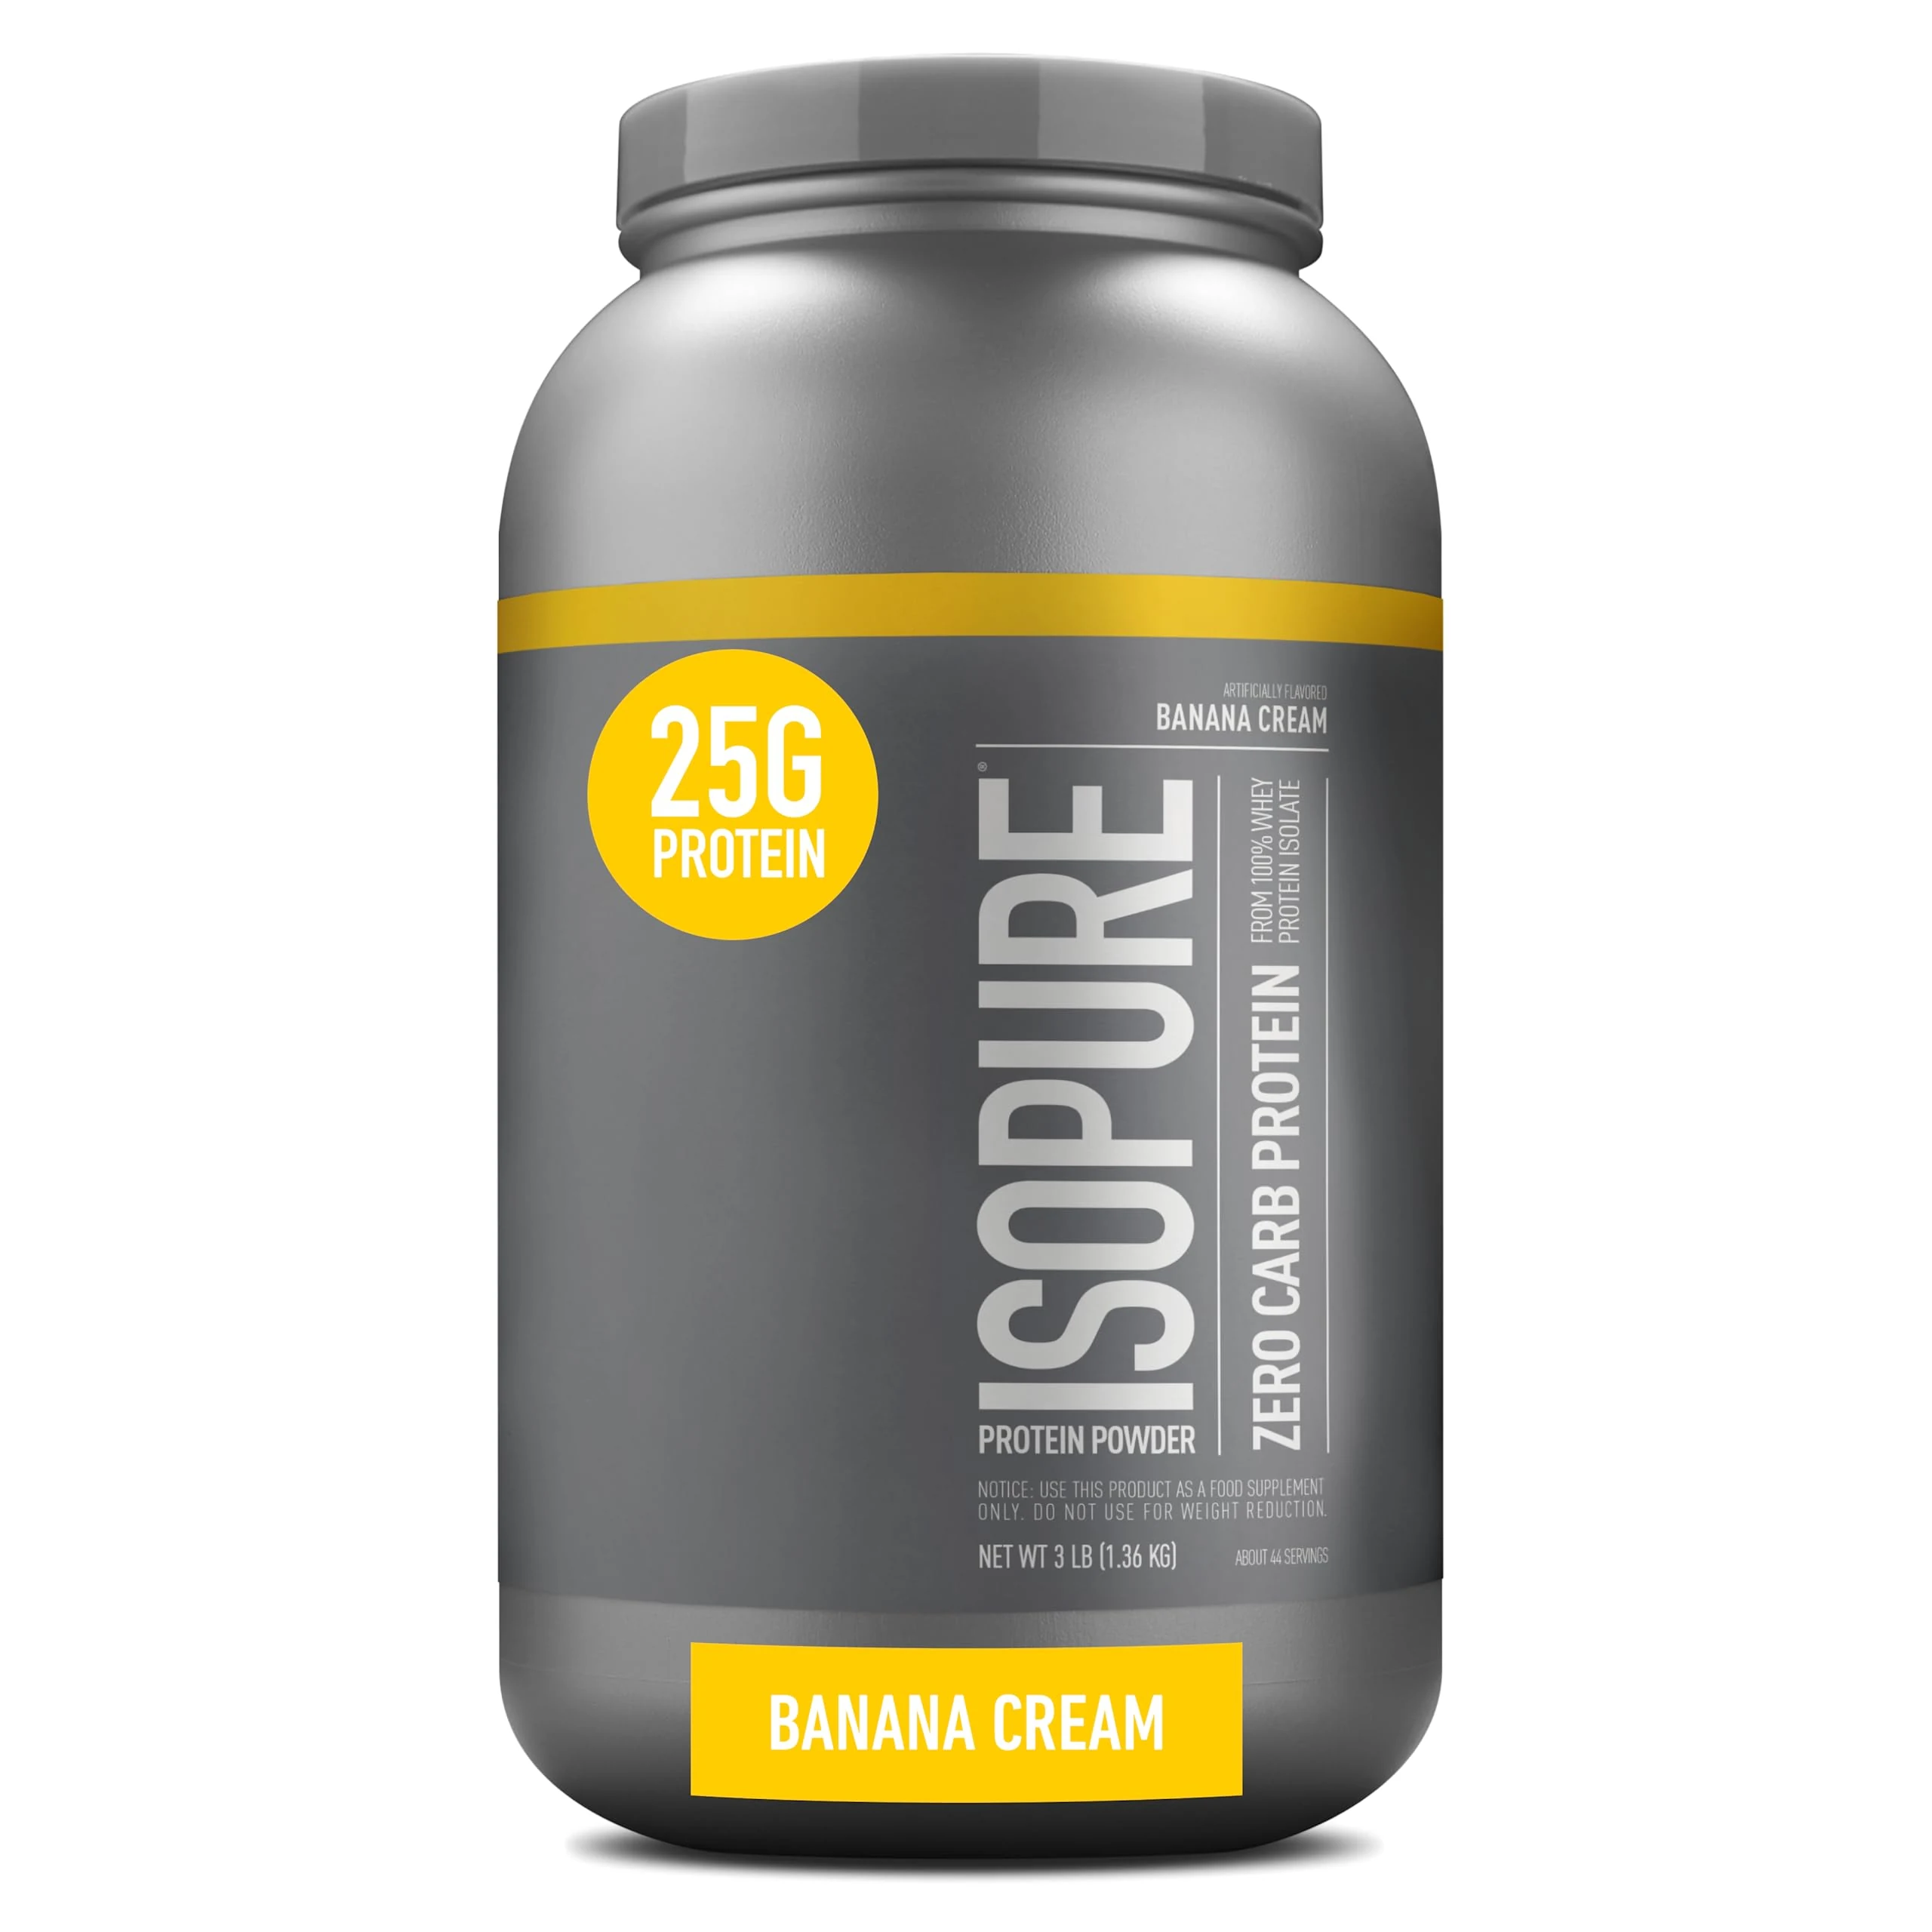 25G
PROTEIN
ARTIFICIALLY FLAVORED
BANANA CREAM
ISOPURE®
PROTEIN POWDER
ZERO CARB PROTEIN
FROM 100% WHEY
PROTEIN ISOLATE
NOTICE: USE THIS PRODUCT AS A FOOD SUPPLEMENT
ONLY. DO NOT USE FOR WEIGHT REDUCTION.
NET WT 3 LB (1.36 KG)
ABOUT 44 SERVINGS
BANANA CREAM